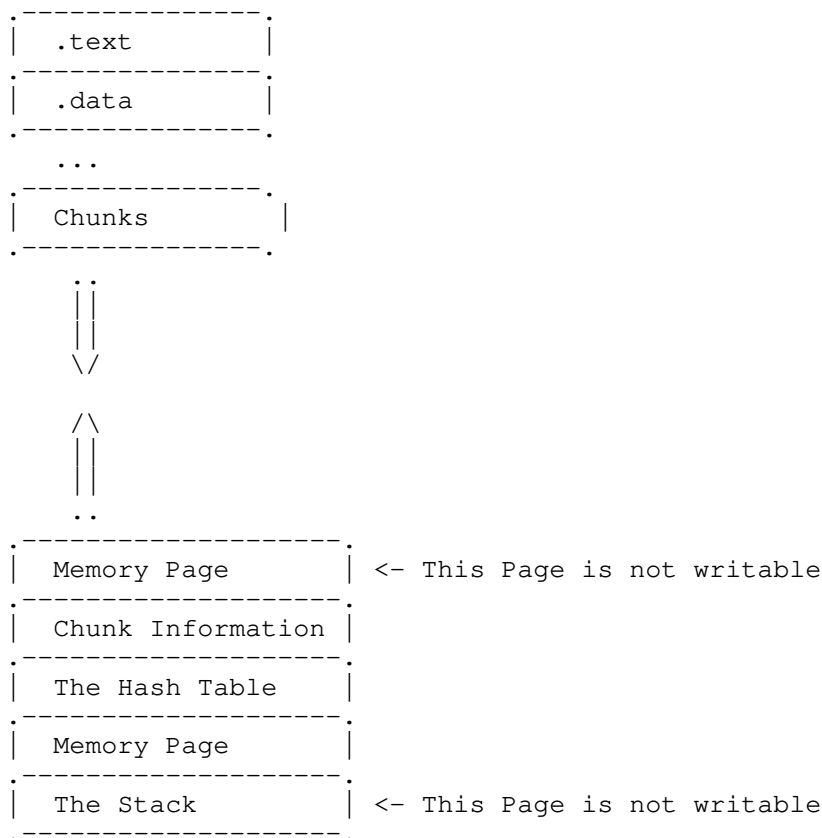 .---------------.
|  .text        |
.---------------.
|  .data        |
.---------------.
   ...
.---------------.
|  Chunks        |
.---------------.
    ..
    ||
    ||
    \/

    /\
    ||
    ||
    ..
.--------------------.
|  Memory Page       | <- This Page is not writable
.--------------------.
|  Chunk Information |
.--------------------.
|  The Hash Table    |
.--------------------.
|  Memory Page       |
.--------------------.
|  The Stack         | <- This Page is not writable
.--------------------.